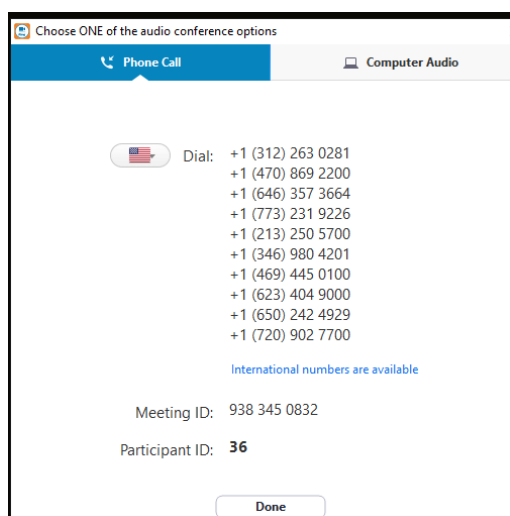 Choose ONE of the audio conference options
Phone Call
Computer Audio
Dial: +1 (312) 263 0281
+1 (470) 869 2200
+1 (646) 357 3664
+1 (773) 231 9226
+1 (213) 250 5700
+1 (346) 980 4201
+1 (469) 445 0100
+1 (623) 404 9000
+1 (650) 242 4929
+1 (720) 902 7700
International numbers are available
Meeting ID: 938 345 0832
Participant ID: 36
Done